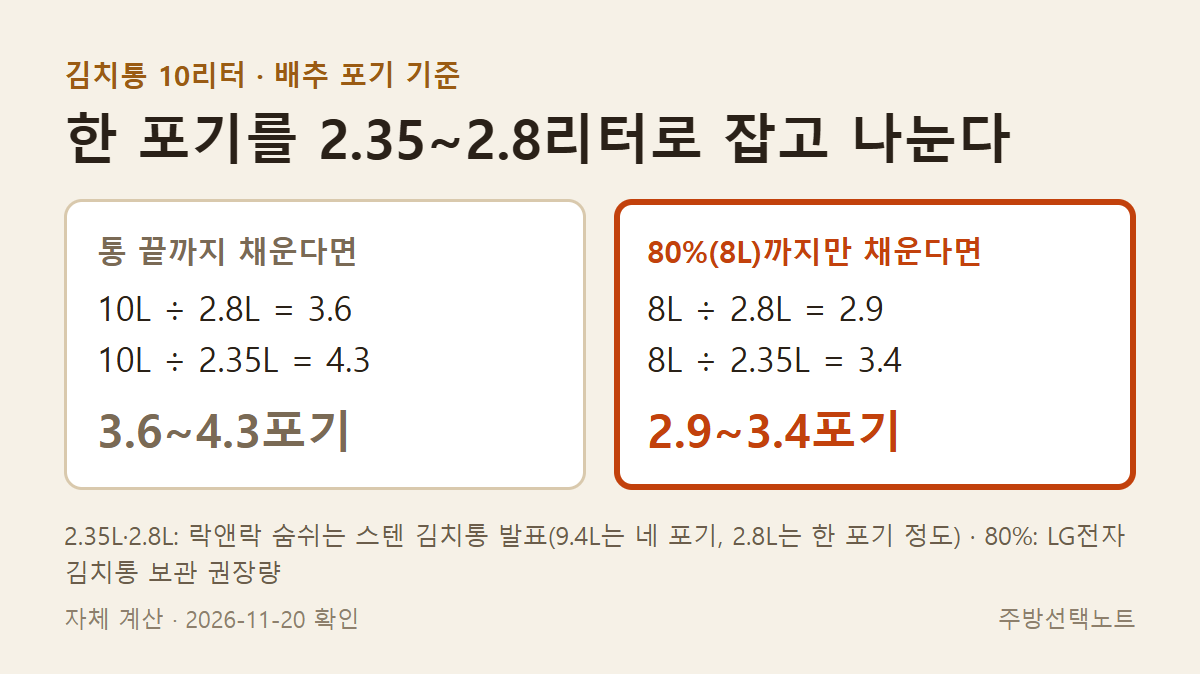 김치통 10리터 · 배추 포기 기준
한 포기를 2.35~2.8리터로 잡고 나눈다
통 끝까지 채운다면
10L ÷ 2.8L = 3.6
10L ÷ 2.35L = 4.3
3.6~4.3포기
80%(8L)까지만 채운다면
8L ÷ 2.8L = 2.9
8L ÷ 2.35L = 3.4
2.9~3.4포기
2.35L·2.8L: 락앤락 숨쉬는 스텐 김치통 발표(9.4L는 네 포기, 2.8L는 한 포기 정도) · 80%: LG전자
김치통 보관 권장량
자체 계산 · 2026-11-20 확인
주방선택노트